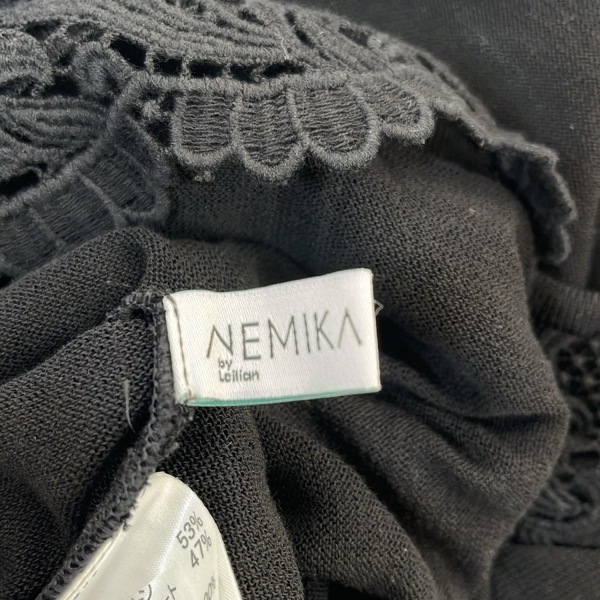 NEMIKA
by
Leilian
53%
47%